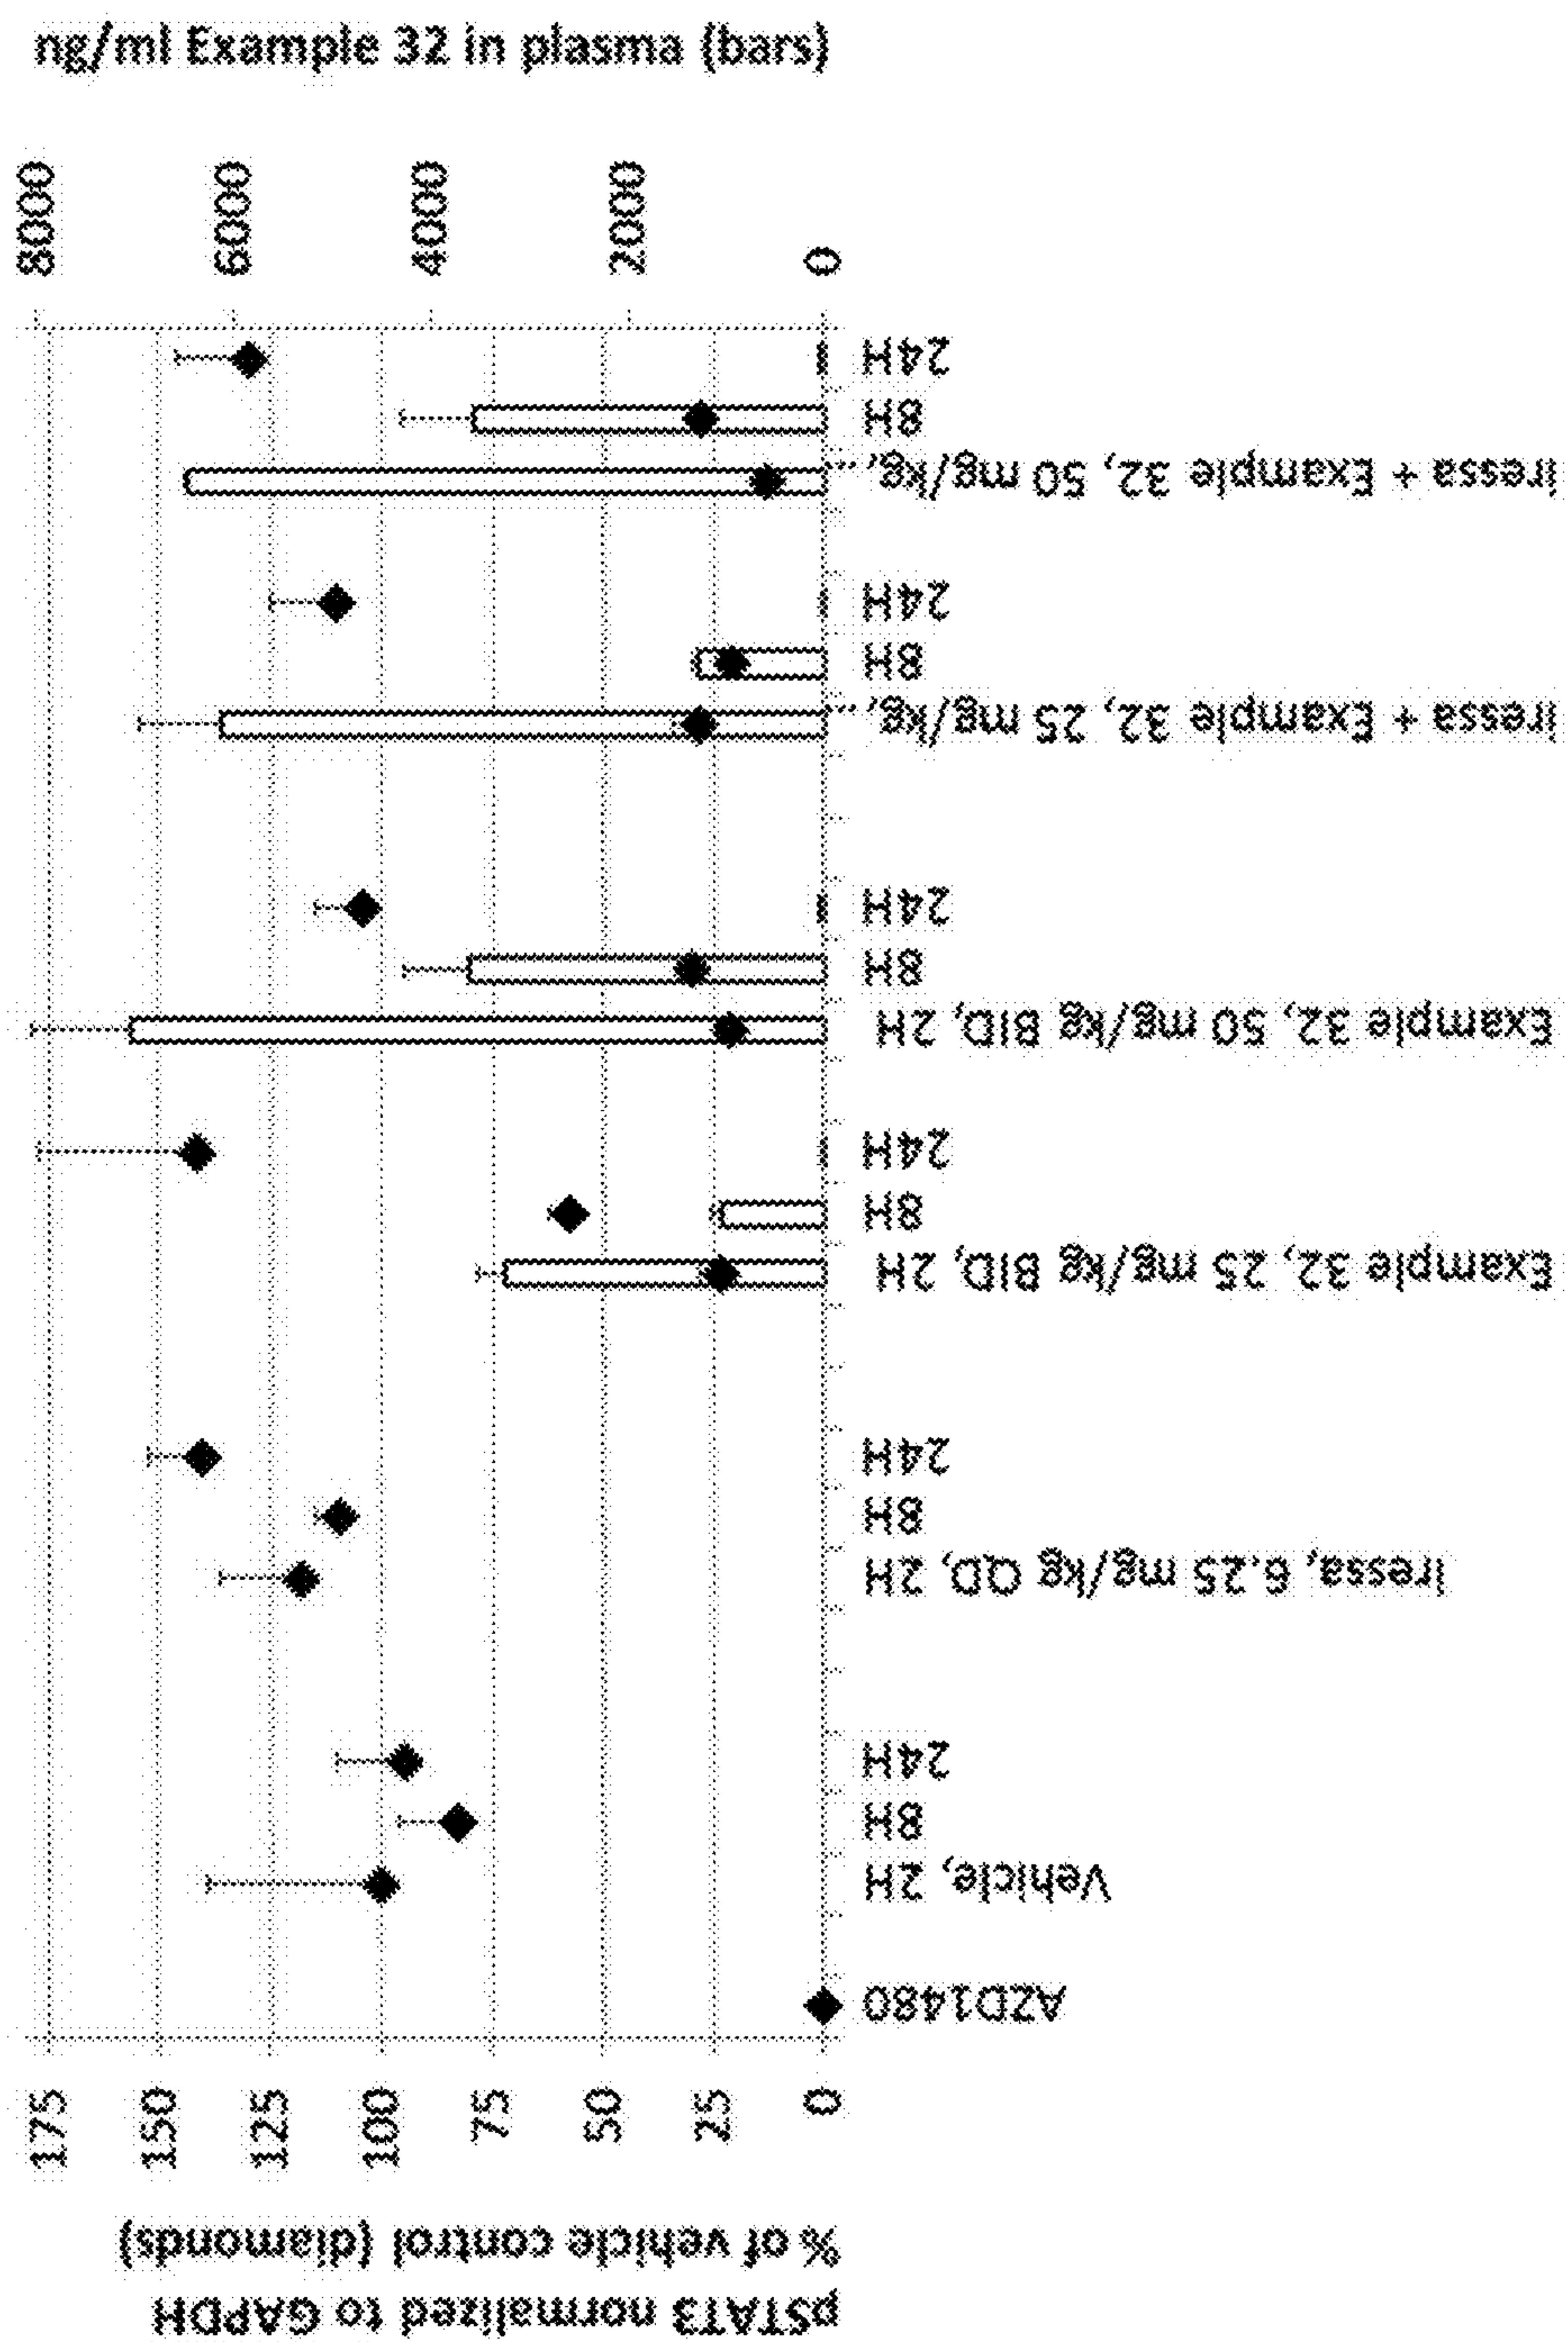 pSTAT3 normalized to GAPDH
% of vehicle control (diamonds)
175
150
125
100
75
50
25
0
AZD1480
Vehicle, 2H
8H
24H
iressa, 6.25 mg/kg QD, 2H
8H
24H
Example 32, 25 mg/kg BID, 2H
8H
24H
Example 32, 50 mg/kg BID, 2H
8H
24H
iressa + Example 32, 25 mg/kg,...
8H
24H
iressa + Example 32, 50 mg/kg,...
8H
24H
8000
6000
4000
2000
0
ng/ml Example 32 in plasma (bars)